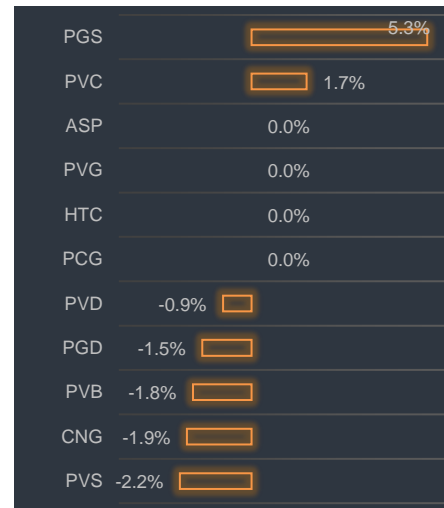 PGS 5.3%
PVC 1.7%
ASP 0.0%
PVG 0.0%
HTC 0.0%
PCG 0.0%
PVD -0.9%
PGD -1.5%
PVB -1.8%
CNG -1.9%
PVS -2.2%